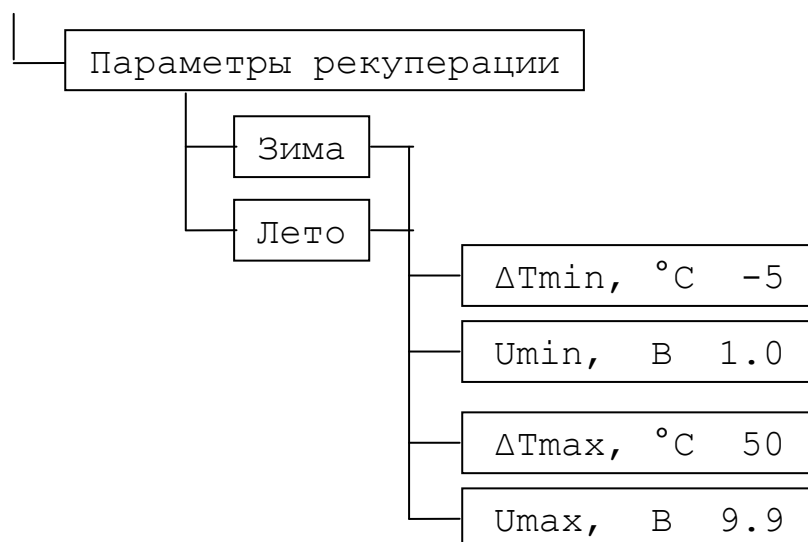 Параметры рекуперации
Зима
Лето
ΔTmin, °C -5
Umin, В 1.0
ΔTmax, °C 50
Umax, В 9.9